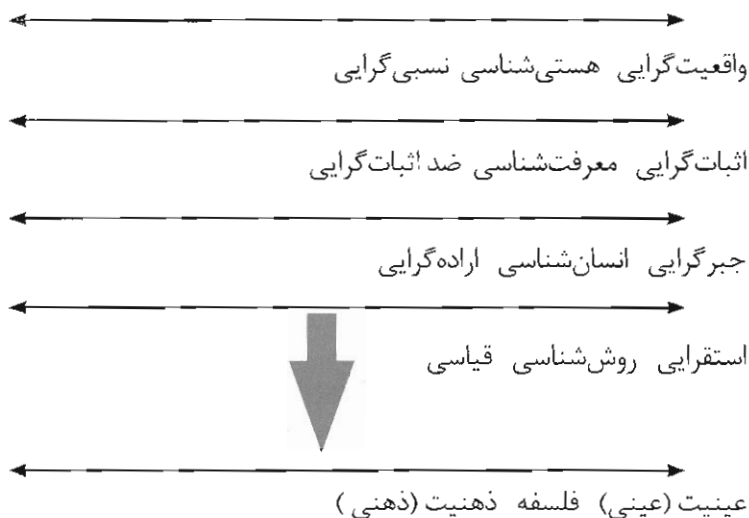 واقعیت‌گرایی هستی‌شناسی نسبی‌گرایی
اثبات‌گرایی معرفت‌شناسی ضد اثبات‌گرایی
جبرگرایی انسان‌شناسی اراده‌گرایی
استقرایی روش‌شناسی قیاسی
عینیت (عینی) فلسفه ذهنیت (ذهنی)